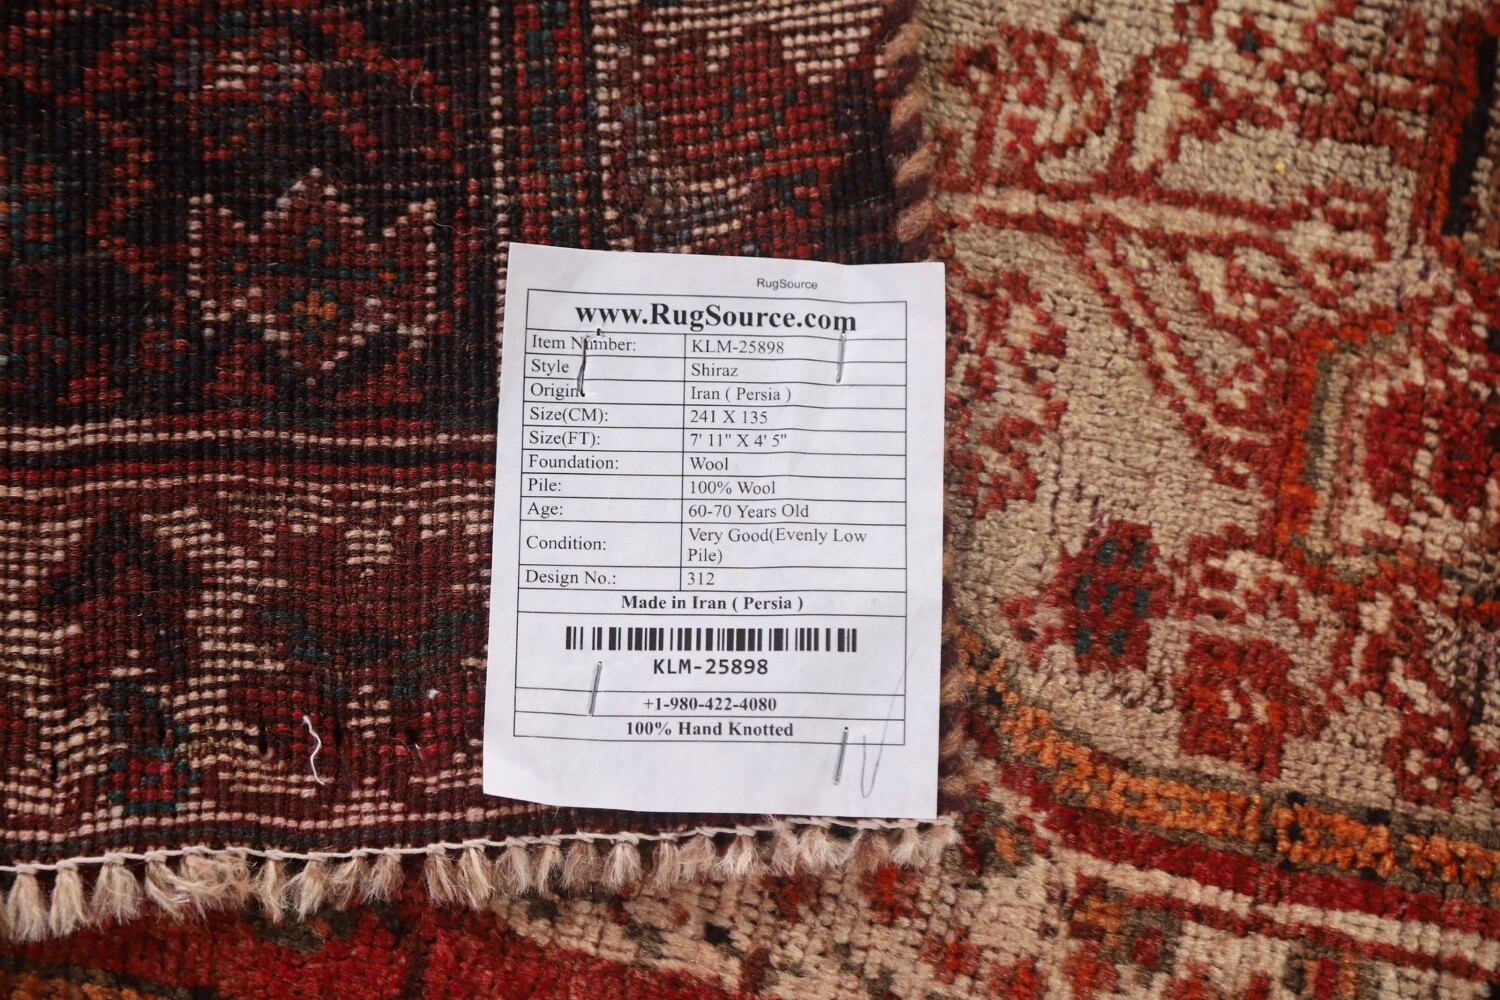 RugSource
www.RugSource.com
Item Number: KLM-25898
Style Shiraz
Origin: Iran ( Persia )
Size(CM): 241 X 135
Size(FT): 7' 11" X 4' 5"
Foundation: Wool
Pile: 100% Wool
Age: 60-70 Years Old
Condition: Very Good(Evenly Low
Pile)
Design No.: 312
Made in Iran ( Persia )
KLM-25898
+1-980-422-4080
100% Hand Knotted